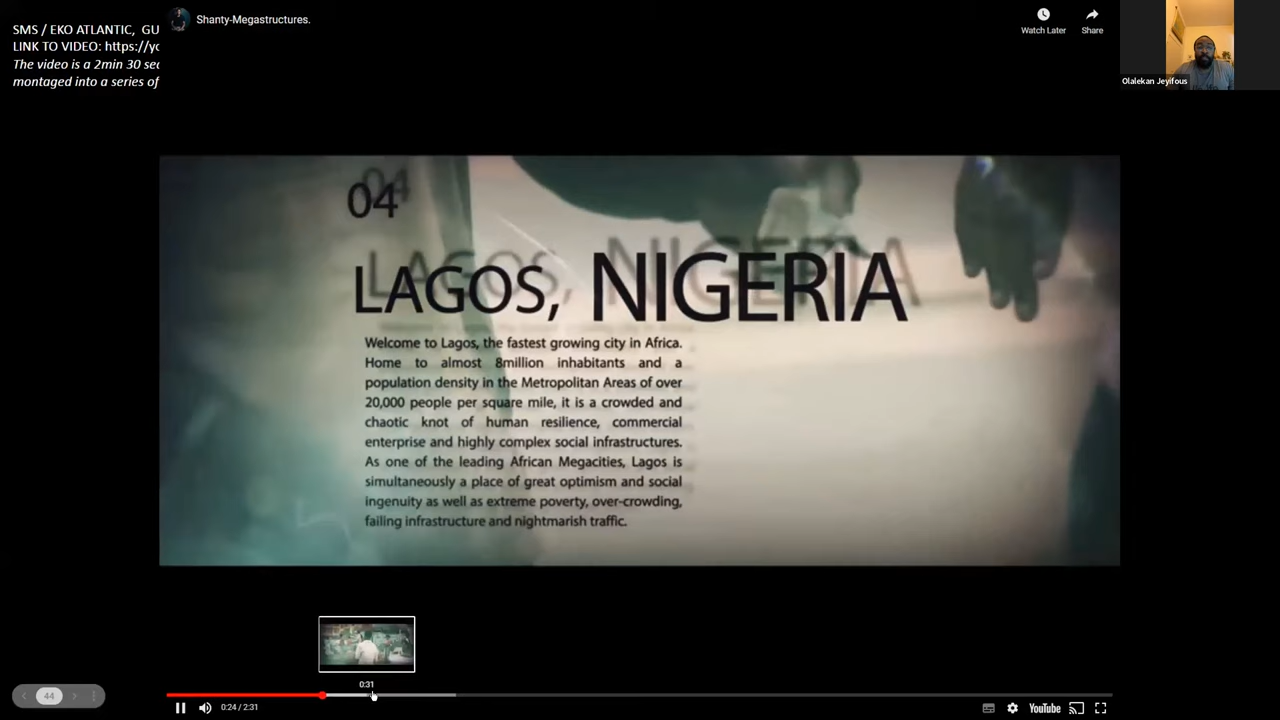 SMS / EKO ATLANTIC, GU
LINK TO VIDEO: https://yo
The video is a 2min 30 sec
montaged into a series of
Shanty-Megastructures.
Watch Later
Share
Olalekan Jeyifous
04
LAGOS, NIGERIA
Welcome to Lagos, the fastest growing city in Africa.
Home to almost 8million inhabitants and a
population density in the Metropolitan Areas of over
20,000 people per square mile, it is a crowded and
chaotic knot of human resilience, commercial
enterprise and highly complex social infrastructures.
As one of the leading African Megacities, Lagos is
simultaneously a place of great optimism and social
ingenuity as well as extreme poverty, over-crowding,
failing infrastructure and nightmarish traffic.
0:31
44
0:24 / 2:31
YouTube